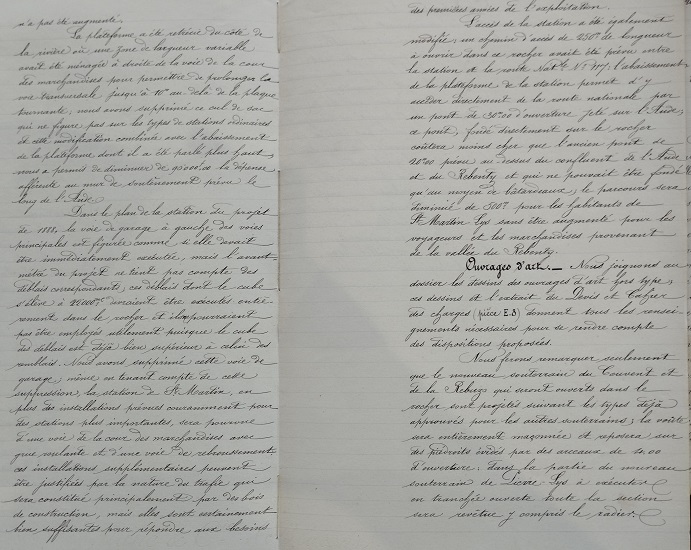 n'a pas été augmenté.
La plateforme a été retirée du côté de
la rivière où une zone de largeur variable
avait été ménagée à droite de la voie de la cour
des marchandises pour permettre de prolonger la
voie transversale jusqu'à 10m au delà de la plaque
tournante; nous avons supprimé ce cul de sac
qui ne figure pas sur les types de stations ordinaires
et cette modification combinée avec l'abaissement
de la plateforme dont il a été parlé plus haut,
nous a permis de diminuer de la dépense
afférente au mur de soutènement prévu le
long de l'Aude.
Dans le plan de la station du projet
de 1888, la voie de garage à gauche des voies
principales est figurée comme si elle devait
être immédiatement exécutée, mais l'avant
métré du projet ne tient pas compte des
déblais correspondants; ces déblais dont le cube
s'élève à devraient être exécutés entiè-
rement dans le rocher et ne pourraient
pas être employés utilement puisque le cube
des déblais est déjà bien supérieur à celui des
remblais. Nous avons supprimé cette voie de
garage; même en tenant compte de cette
suppression, la station de St Martin, en
plus des installations prévues couramment pour
des stations plus importantes, sera pourvue
d'une voie de la cour des marchandises avec
grue roulante et d'une voie de rebroussement
ces installations supplémentaires peuvent
être justifiées par la nature du trafic qui
sera constitué principalement par des bois
de construction, mais elles sont certainement
bien suffisantes pour répondre aux besoins
des premières années de l'exploitation.
L'accès de la station a été également
modifié; un chemin d'accès de 250m de longueur
à ouvrir dans le rocher avait été prévu entre
la station et la route Natle No 117; l'abaissement
de la plateforme de la station permet d'y
accéder directement de la route nationale par
un pont de d'ouverture jeté sur l'Aude;
ce pont, fondé directement sur le rocher
coûtera moins cher que l'ancien pont de
20m00 prévu au dessus du confluent de l'Aude
et du Rebenty et qui ne pouvait être fondé
qu'au moyen de batardeaux; le parcours sera
diminué de 500m pour les habitants de
St Martin Lys sans être augmenté pour les
voyageurs et les marchandises provenant
de la vallée du Rebenty.
Ouvrages d'art. — Nous joignons au
dossier les dessins des ouvrages d'art hors type;
ces dessins et l'extrait du Devis et Cahier
des charges (pièce E.3) donnent tous les rensei-
gnements nécessaires pour se rendre compte
des dispositions proposées.
Nous ferons remarquer seulement
que le nouveau souterrain du Couvent et
de la qui seront ouverts dans le
rocher sont projetés suivant les types déjà
approuvés pour les autres souterrains; la voûte
sera entièrement maçonnée et reposera sur
des piédroits évidés par des arceaux de 4m00
d'ouverture. Dans la partie du nouveau
souterrain de Lys à exécuter
en tranchée ouverte toute la section
sera revêtue y compris le radier.